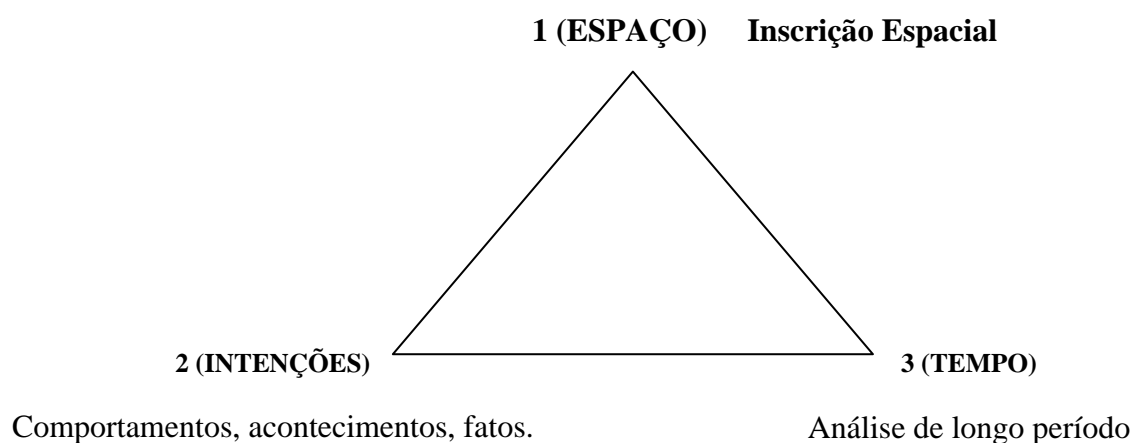 1 (ESPAÇO) Inscrição Espacial
2 (INTENÇÕES) 3 (TEMPO)
Comportamentos, acontecimentos, fatos. Análise de longo período